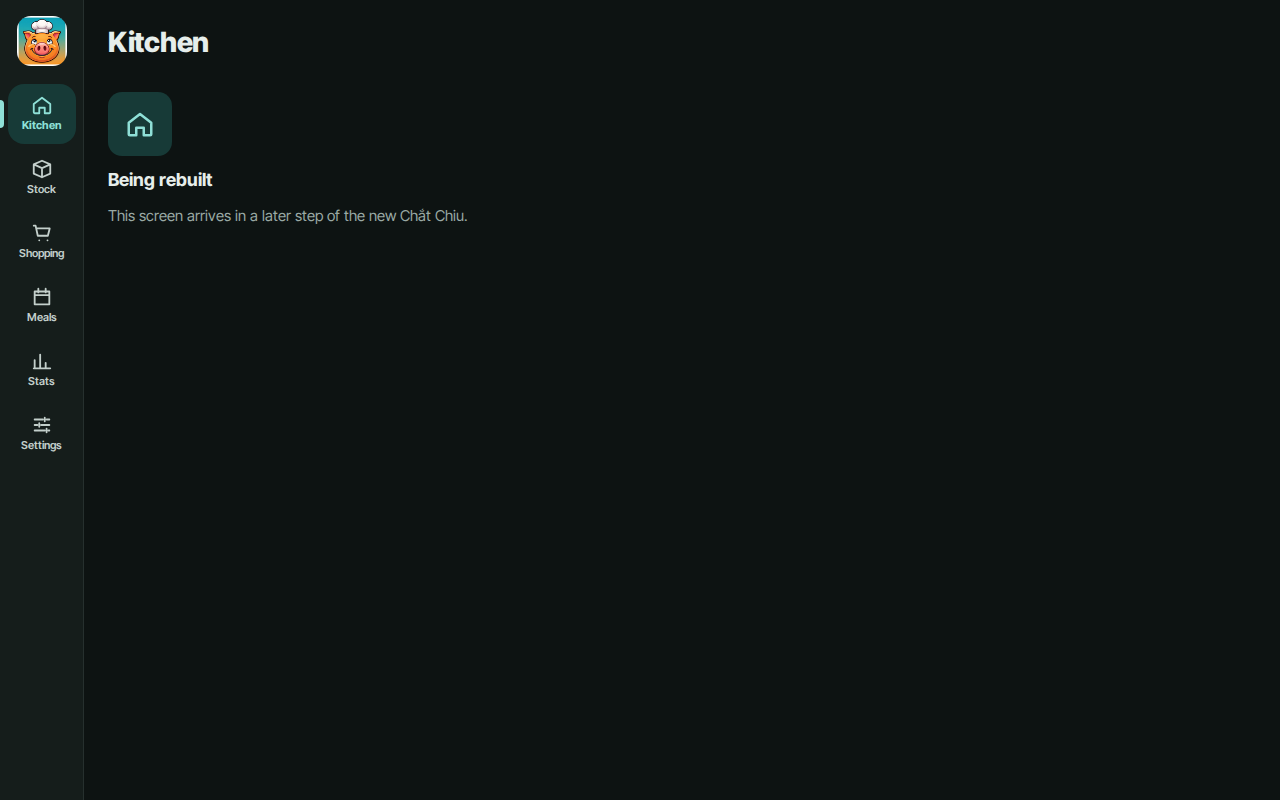 Kitchen
Kitchen
Being rebuilt
This screen arrives in a later step of the new Chắt Chiu.
Stock
Shopping
Meals
Stats
Settings